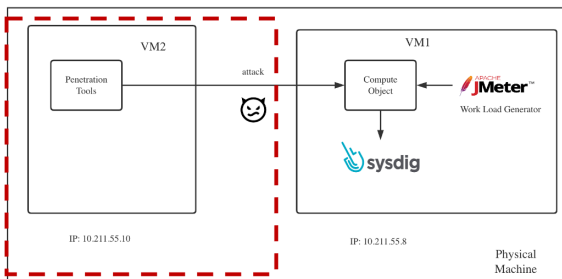 VM2
Penetration
Tools
attack
IP: 10.211.55.10
VM1
Compute
Object
APACHE
JMeter™
Work Load Generator
sysdig
IP: 10.211.55.8
Physical
Machine